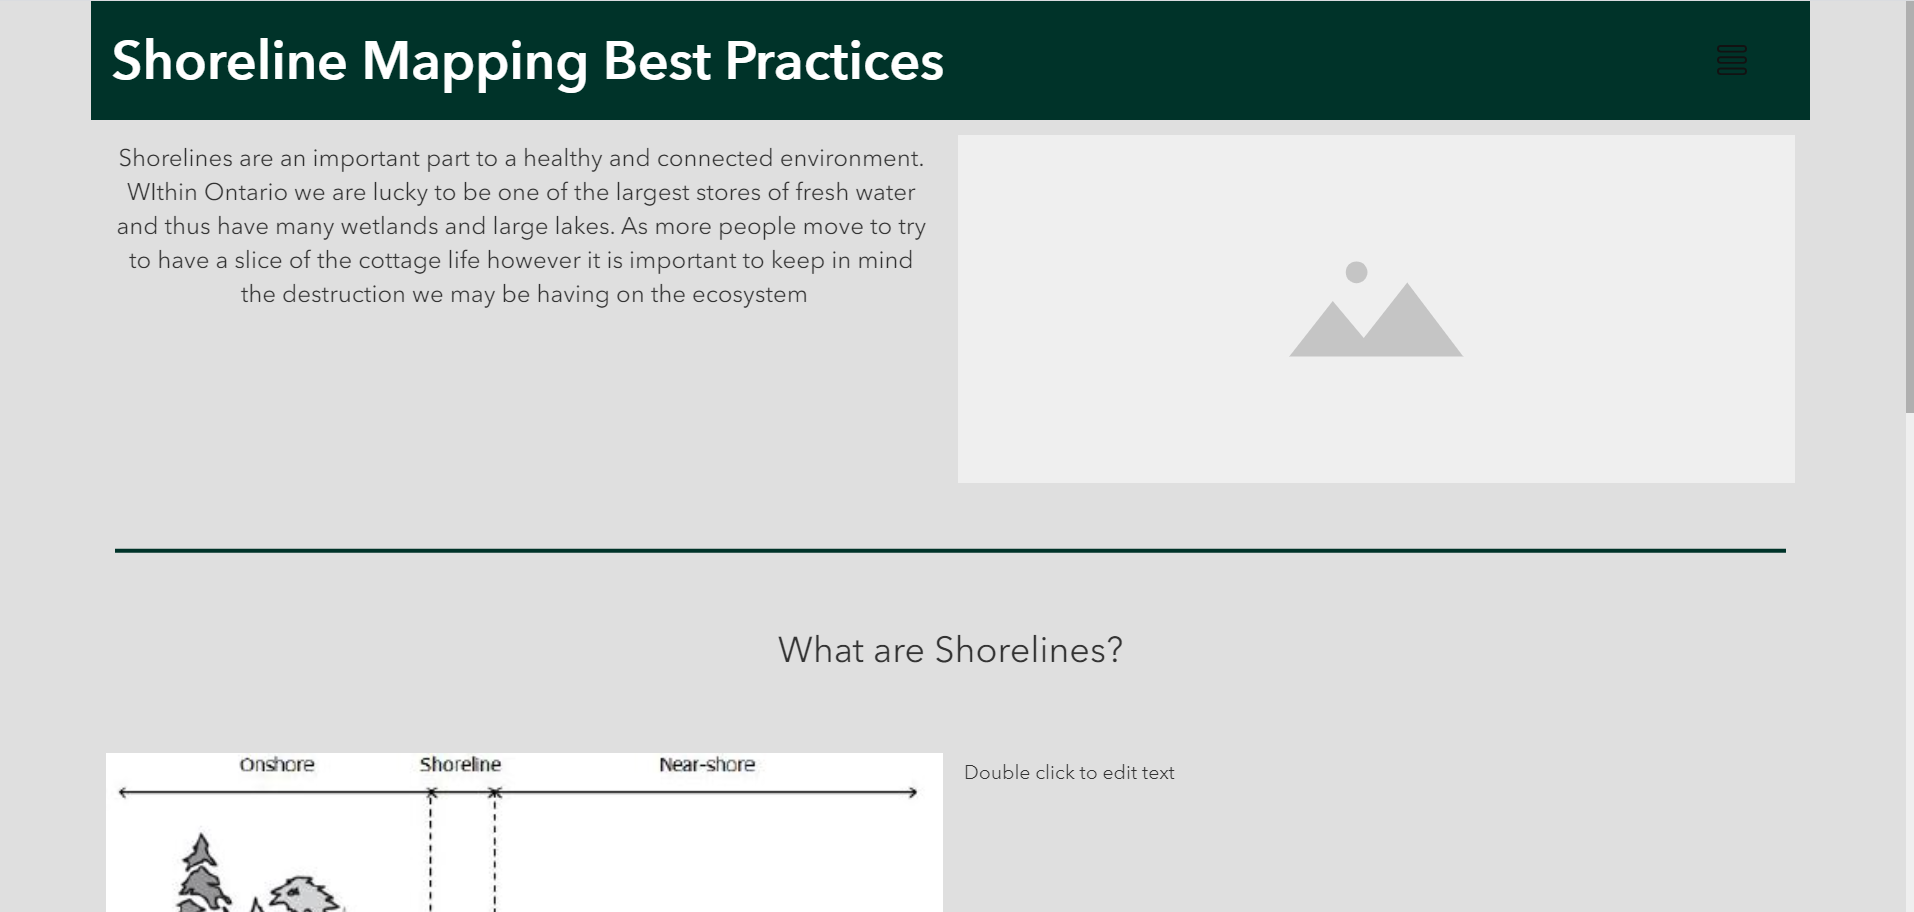 Shoreline Mapping Best Practices
Shorelines are an important part to a healthy and connected environment.
WIthin Ontario we are lucky to be one of the largest stores of fresh water
and thus have many wetlands and large lakes. As more people move to try
to have a slice of the cottage life however it is important to keep in mind
the destruction we may be having on the ecosystem
What are Shorelines?
Onshore Shoreline Near-shore
Double click to edit text